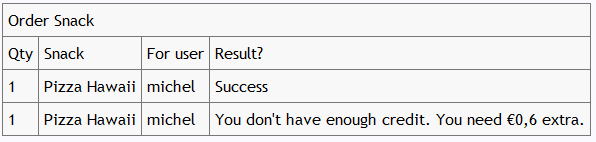 Order Snack
Qty Snack For user Result?
1 Pizza Hawaii michel Success
1 Pizza Hawaii michel You don't have enough credit. You need €0,6 extra.